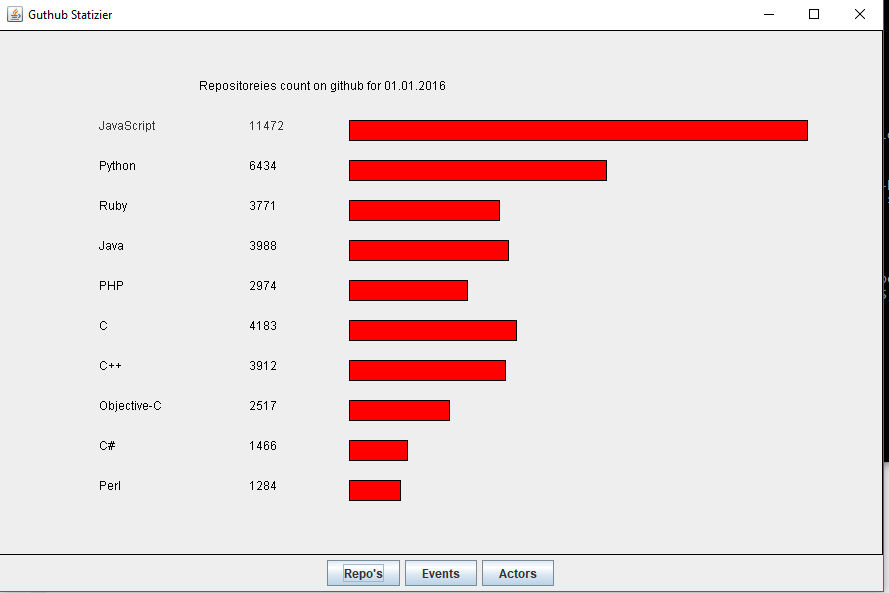 Guthub Statizier
Repositoreies count on github for 01.01.2016
JavaScript 11472
Python 6434
Ruby 3771
Java 3988
PHP 2974
C 4183
C++ 3912
Objective-C 2517
C# 1466
Perl 1284
Repo's Events Actors